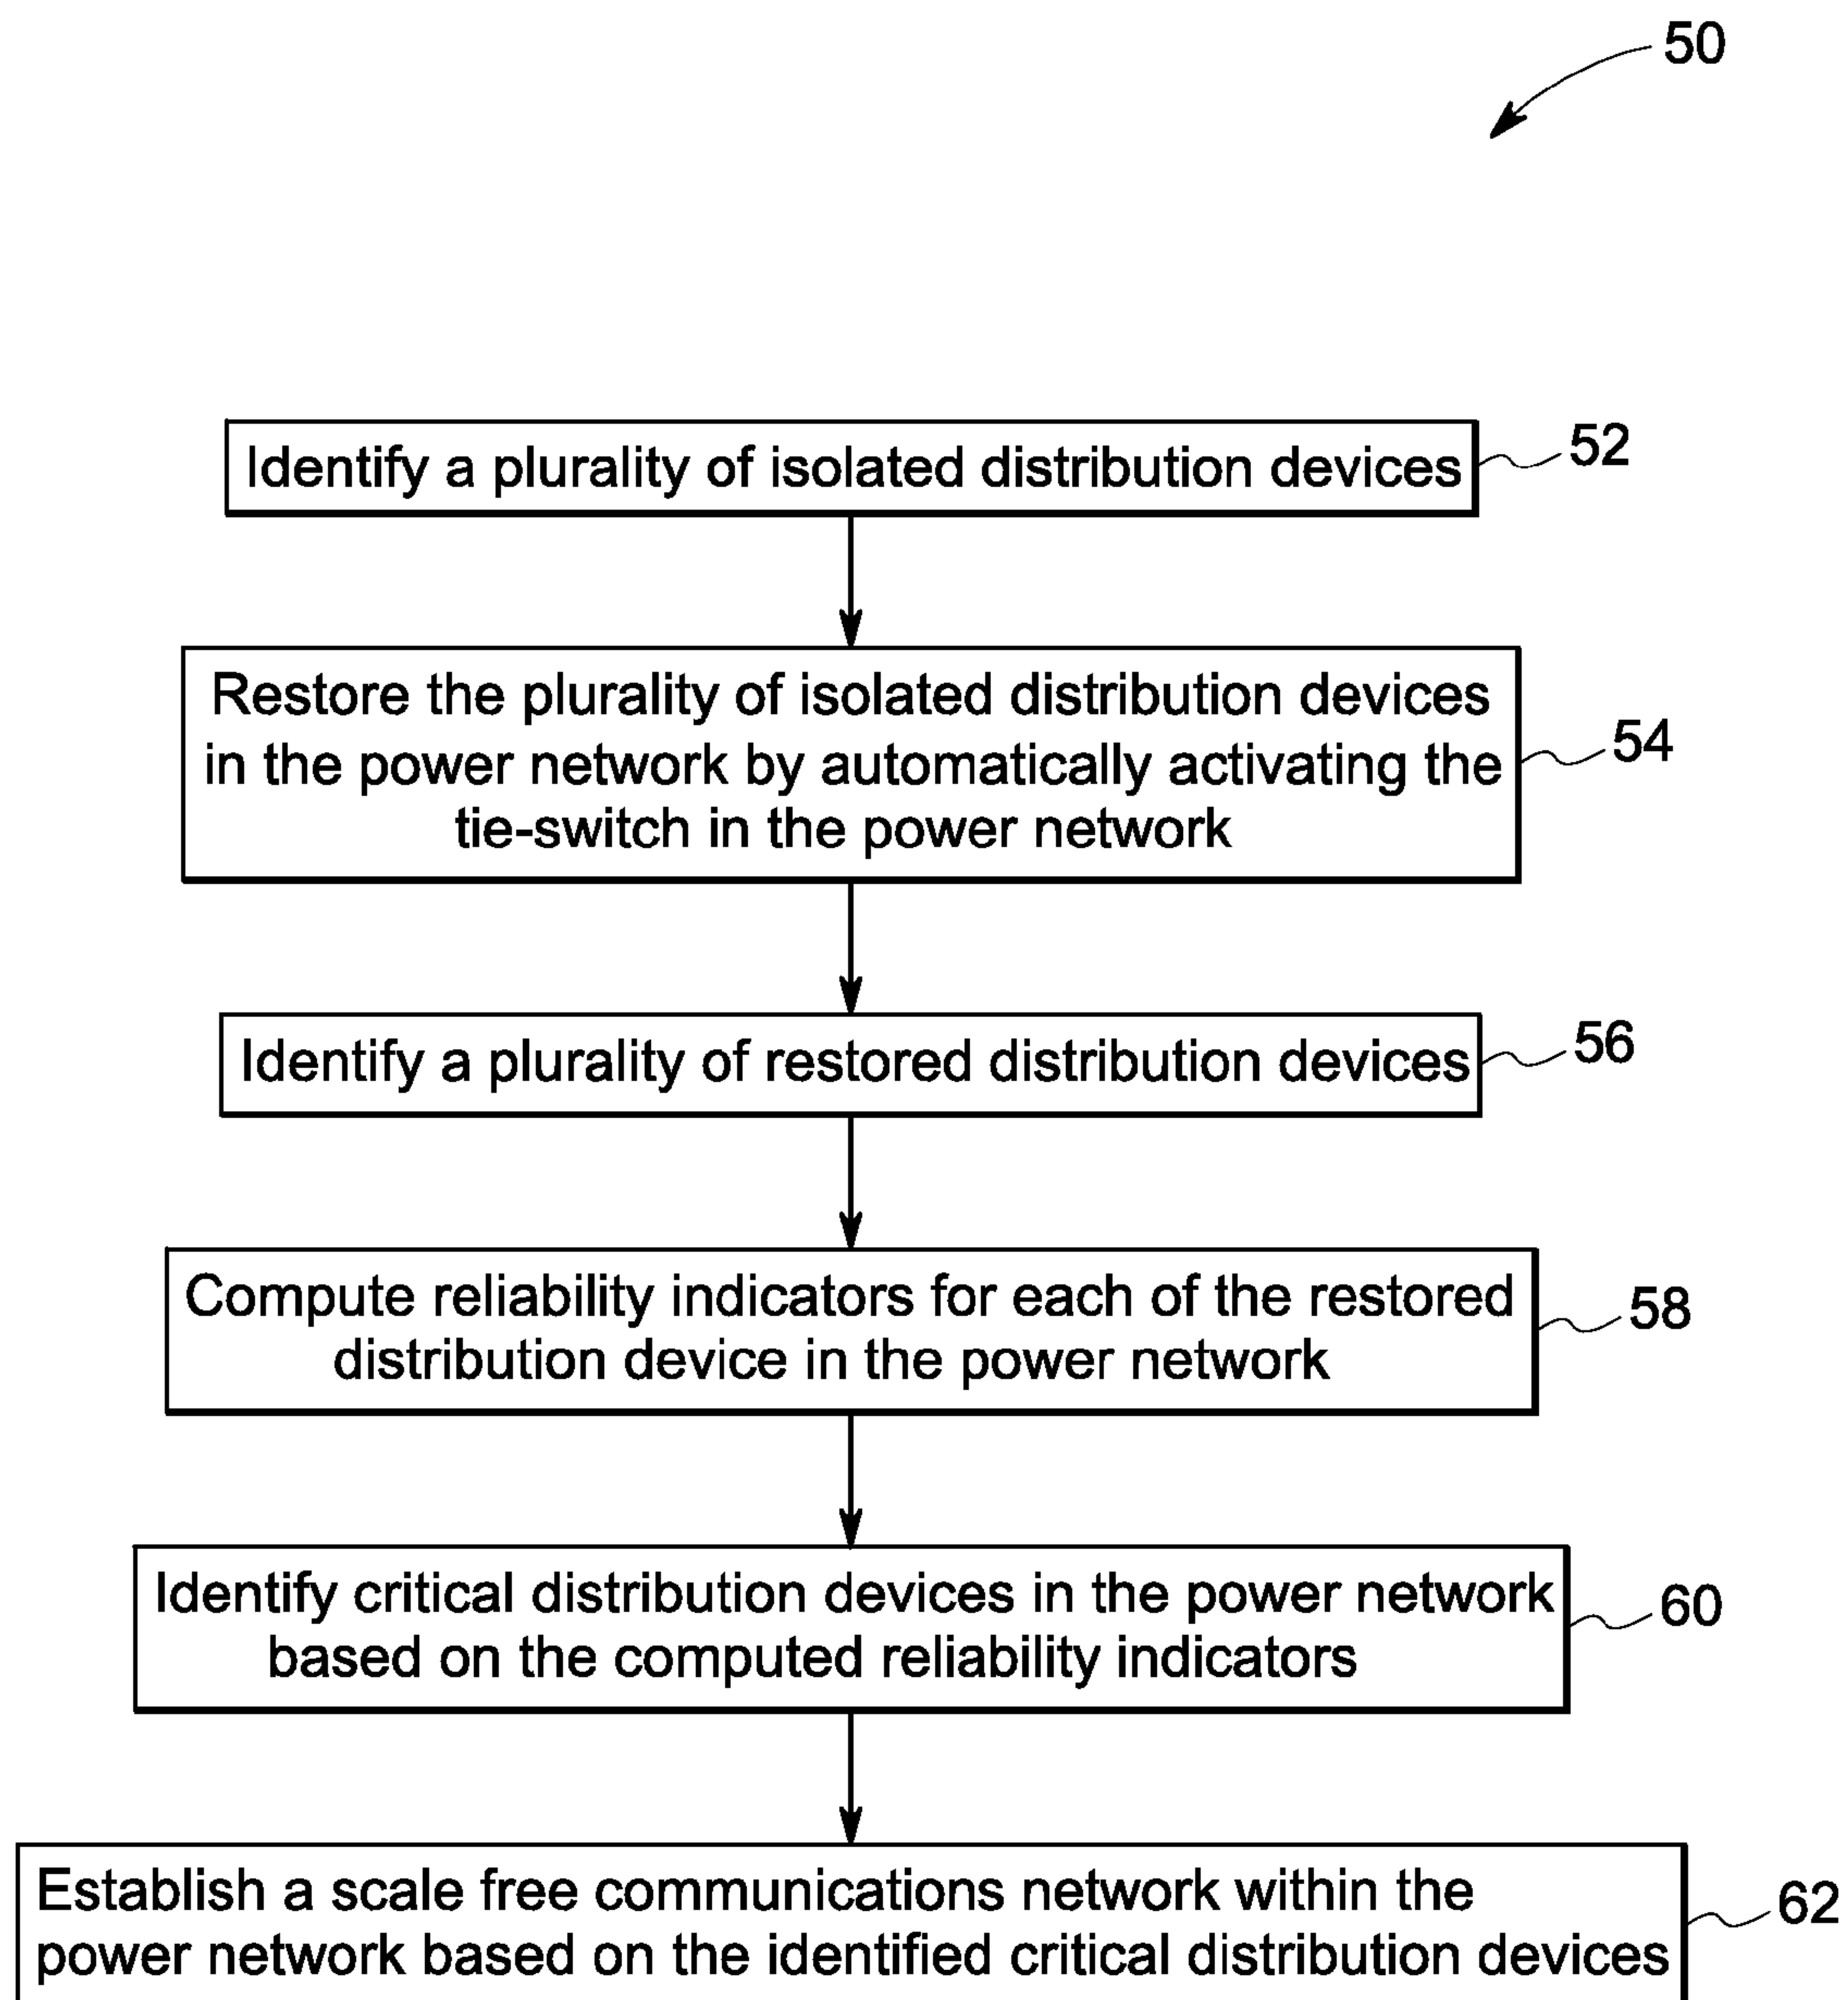 50
Identify a plurality of isolated distribution devices
52
Restore the plurality of isolated distribution devices
in the power network by automatically activating the
tie-switch in the power network
54
Identify a plurality of restored distribution devices
56
Compute reliability indicators for each of the restored
distribution device in the power network
58
Identify critical distribution devices in the power network
based on the computed reliability indicators
60
Establish a scale free communications network within the
power network based on the identified critical distribution devices
62